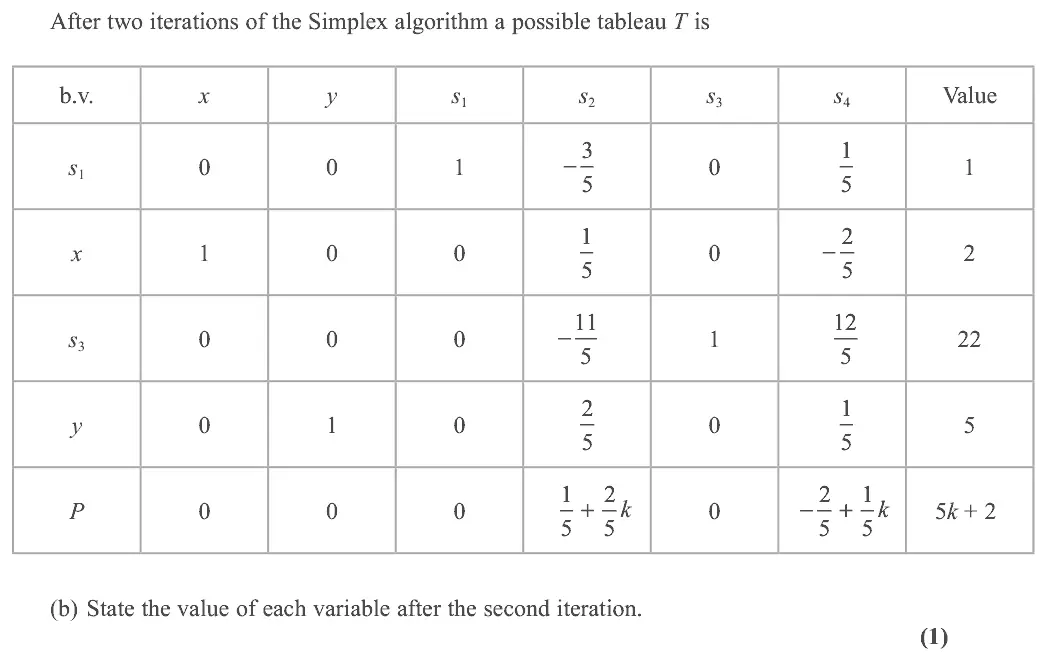 After two iterations of the Simplex algorithm a possible tableau T is
b.v. x y s₁ s₂ s₃ s₄ Value
s₁ 0 0 1 −3/5 0 1/5 1
x 1 0 0 1/5 0 −2/5 2
s₃ 0 0 0 −11/5 1 12/5 22
y 0 1 0 2/5 0 1/5 5
P 0 0 0 1/5 + 2/5 k 0 −2/5 + 1/5 k 5k + 2
(b) State the value of each variable after the second iteration.
(1)